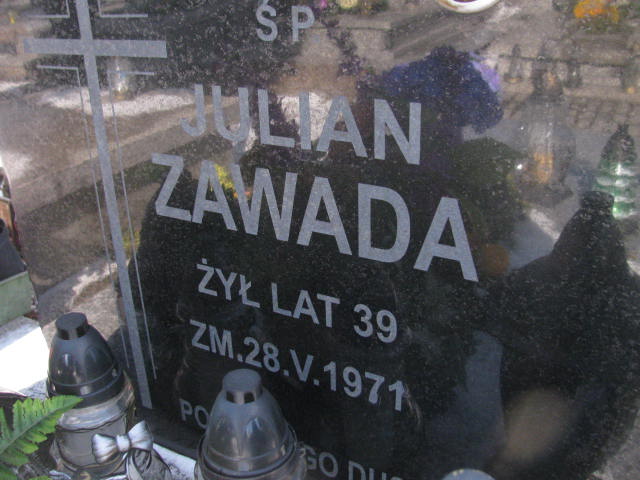 ŚP
JULIAN
ZAWADA
ŻYŁ LAT 39
ZM.28.V.1971